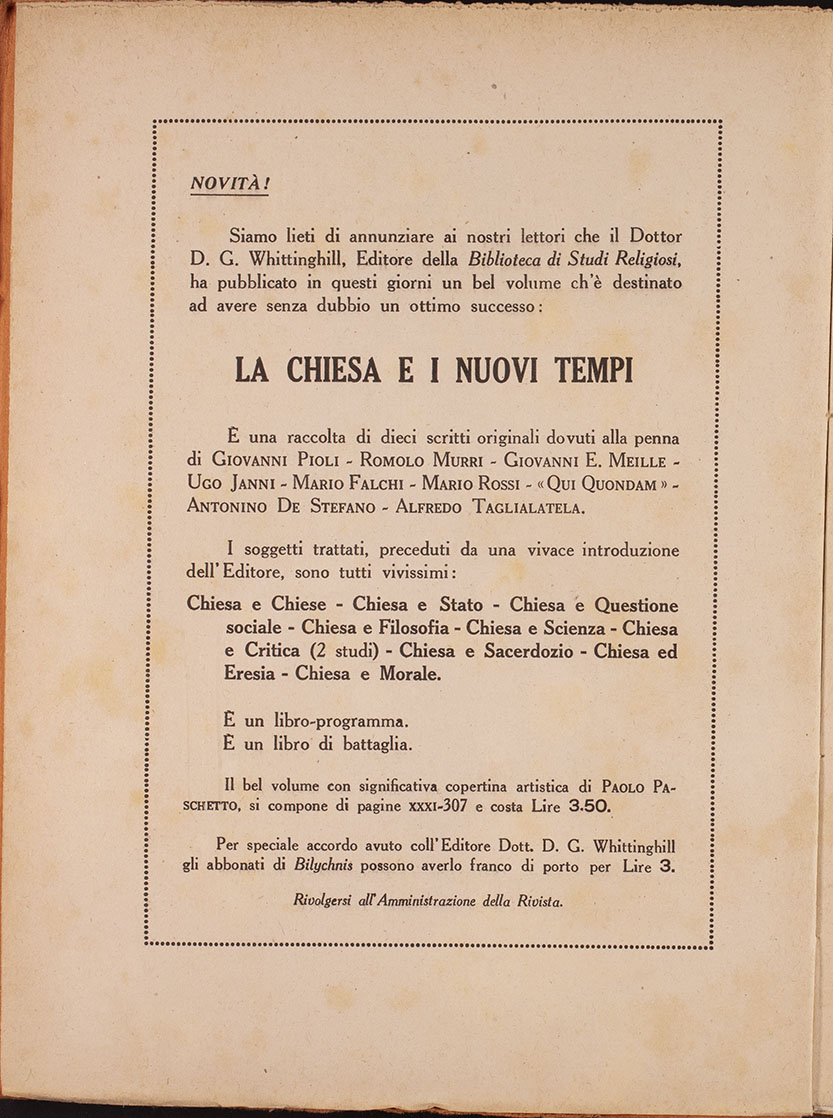 NOVITÀ!
Siamo lieti di annunziare ai nostri lettori che il Dottor
D. G. Whittinghill, Editore della Biblioteca di Studi Religiosi,
ha pubblicato in questi giorni un bel volume ch'è destinato
ad avere senza dubbio un ottimo successo:
LA CHIESA E I NUOVI TEMPI
È una raccolta di dieci scritti originali dovuti alla penna
di GIOVANNI PIOLI - ROMOLO MURRI - GIOVANNI E. MEILLE -
UGO JANNI - MARIO FALCHI - MARIO ROSSI - «QUI QUONDAM» -
ANTONINO DE STEFANO - ALFREDO TAGLIALATELA.
I soggetti trattati, preceduti da una vivace introduzione
dell'Editore, sono tutti vivissimi:
Chiesa e Chiese - Chiesa e Stato - Chiesa e Questione
sociale - Chiesa e Filosofia - Chiesa e Scienza - Chiesa
e Critica (2 studi) - Chiesa e Sacerdozio - Chiesa ed
Eresia - Chiesa e Morale.
È un libro-programma.
È un libro di battaglia.
Il bel volume con significativa copertina artistica di PAOLO PA-
SCHETTO, si compone di pagine XXXI-307 e costa Lire 3.50.
Per speciale accordo avuto coll'Editore Dott. D. G. Whittinghill
gli abbonati di Bilychnis possono averlo franco di porto per Lire 3.
Rivolgersi all'Amministrazione della Rivista.